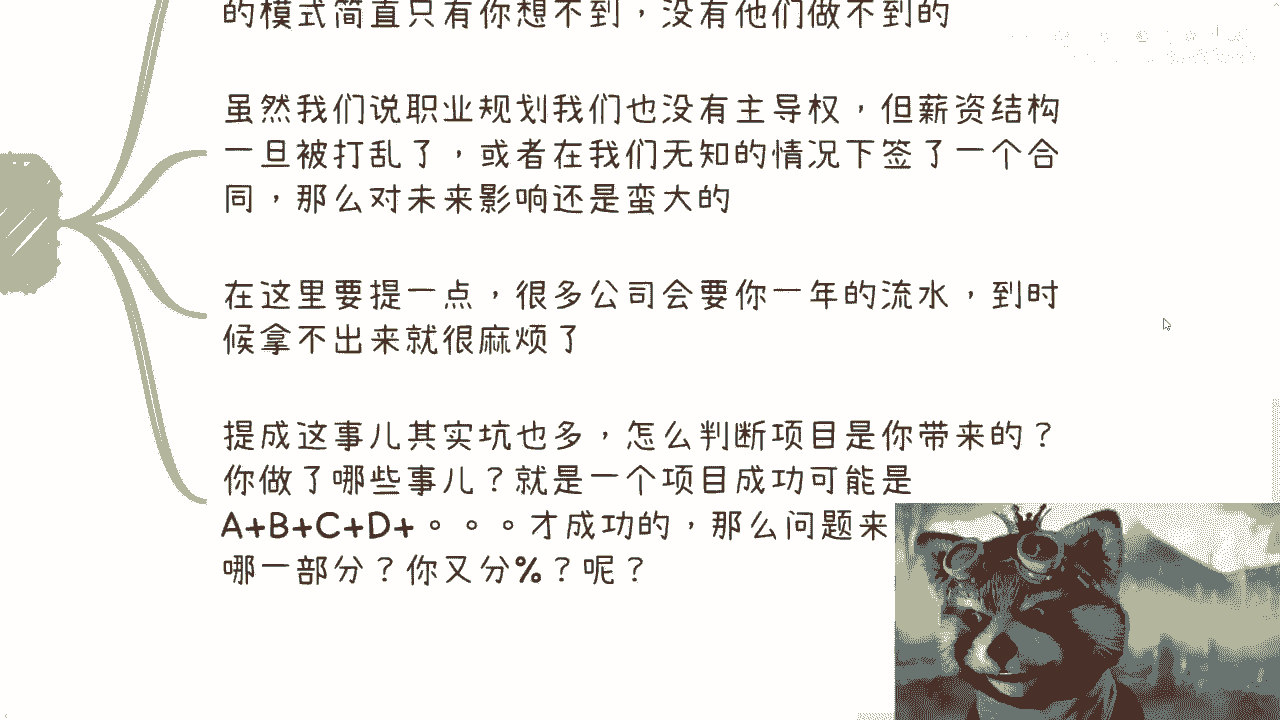 的模式简直只有你想不到，没有他们做不到的
虽然我们说职业规划我们也没有主导权，但薪资结构
一旦被打乱了，或者在我们无知的情况下签了一个合
同，那么对未来影响还是蛮大的
在这里要提一点，很多公司会要你一年的流水，到时
候拿不出来就很麻烦了
提成这事儿其实坑也多，怎么判断项目是你带来的？
你做了哪些事儿？就是一个项目成功可能是
A+B+C+D+。。。才成功的，那么问题来
哪一部分？你又分%？呢？